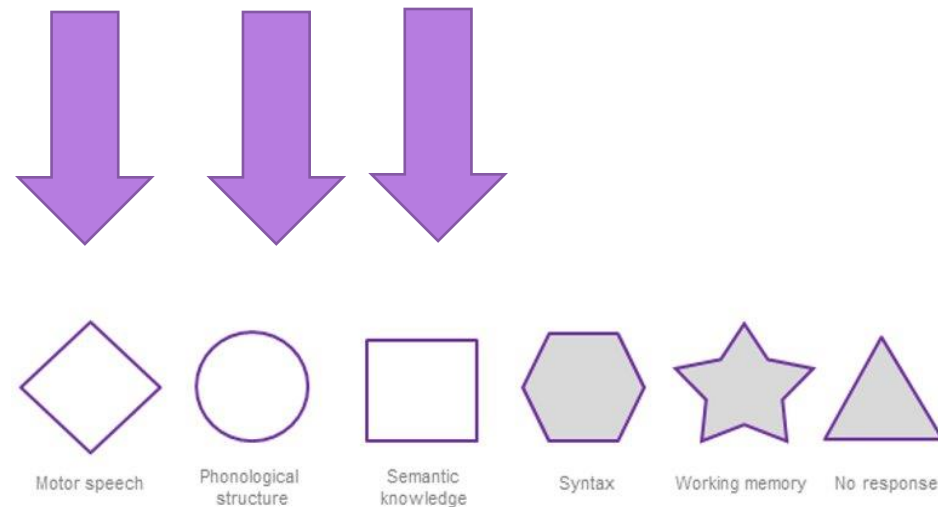 Motor speech
Phonological
structure
Semantic
knowledge
Syntax
Working memory
No response